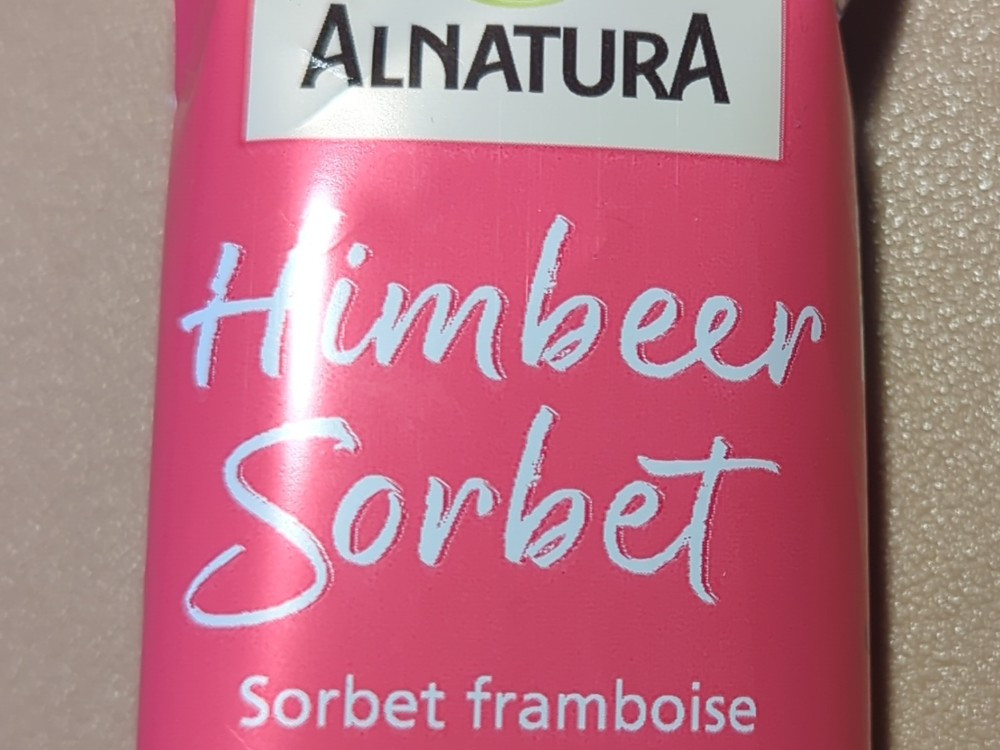 ALNATURA
Himbeer
Sorbet
Sorbet framboise